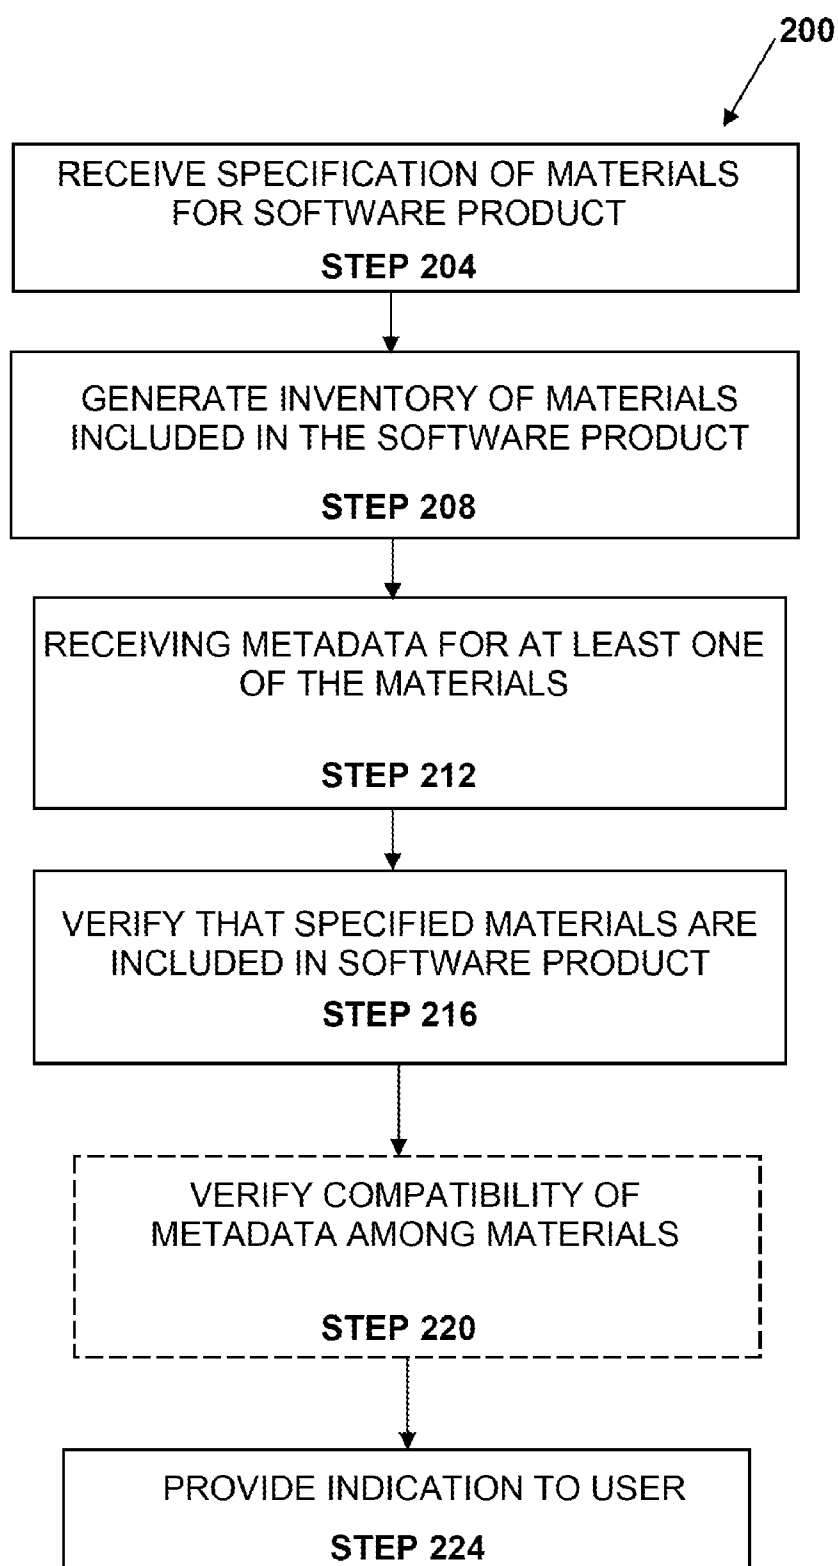 200
RECEIVE SPECIFICATION OF MATERIALS
FOR SOFTWARE PRODUCT
STEP 204
GENERATE INVENTORY OF MATERIALS
INCLUDED IN THE SOFTWARE PRODUCT
STEP 208
RECEIVING METADATA FOR AT LEAST ONE
OF THE MATERIALS
STEP 212
VERIFY THAT SPECIFIED MATERIALS ARE
INCLUDED IN SOFTWARE PRODUCT
STEP 216
VERIFY COMPATIBILITY OF
METADATA AMONG MATERIALS
STEP 220
PROVIDE INDICATION TO USER
STEP 224